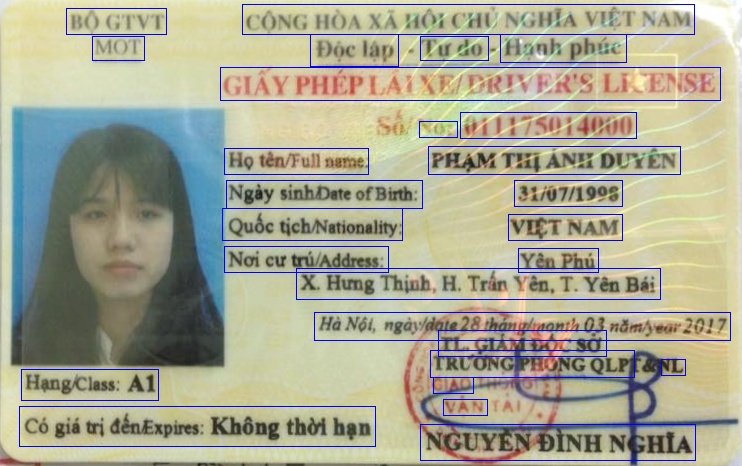 BỘ GTVT
MOT
CỘNG HÒA XÃ HỘI CHỦ NGHĨA VIỆT NAM
Độc lập - Tự do - Hạnh phúc
GIẤY PHÉP LÁI XE/ DRIVER'S LICENSE
Số/ No: 011175014000
Họ tên/Full name: PHẠM THỊ ÁNH DUYÊN
Ngày sinh/Date of Birth: 31/07/1998
Quốc tịch/Nationality: VIỆT NAM
Nơi cư trú/Address: Yên Phú
X. Hưng Thịnh, H. Trấn Yên, T. Yên Bái
Hà Nội, ngày/date 28 tháng/month 03 năm/year 2017
TL. GIÁM ĐỐC SỞ
TRƯỞNG PHÒNG QLPT&NL
GIAO THÔNG
VẬN TẢI
Hạng/Class: A1
Có giá trị đến/Expires: Không thời hạn
NGUYỄN ĐÌNH NGHĨA